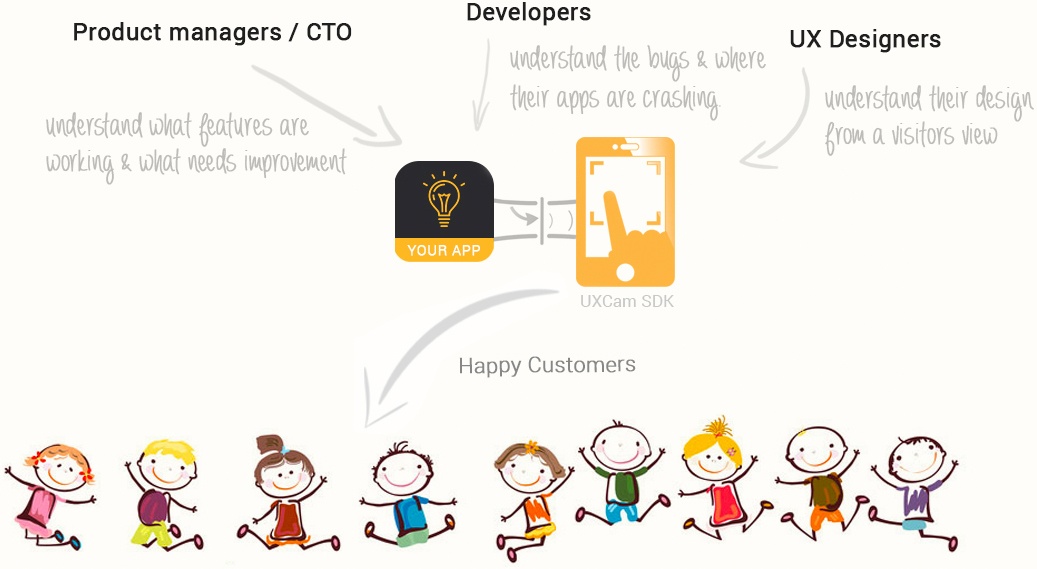 Product managers / CTO
Developers
UX Designers
understand what features are
working & what needs improvement
understand the bugs & where
their apps are crashing.
understand their design
from a visitors view
YOUR APP
UXCam SDK
Happy Customers